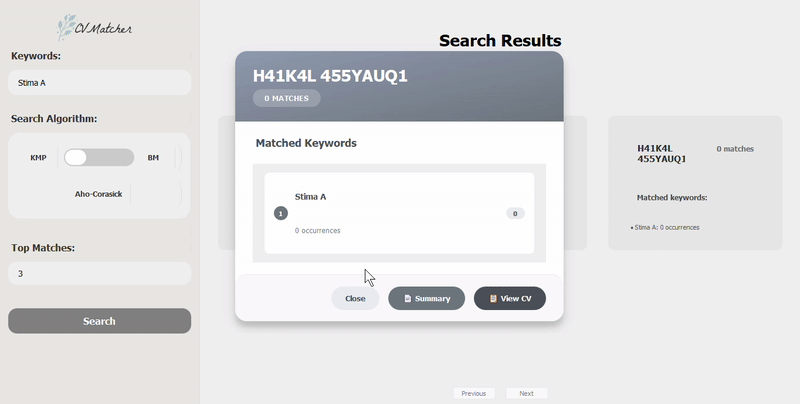 CV Matcher
Keywords:
Stima A
Search Algorithm:
KMP
BM
Aho-Corasick
Top Matches:
3
Search
Search Results
H41K4L 455YAUQ1
0 MATCHES
Matched Keywords
1
Stima A
0 occurrences
0
Close
Summary
View CV
H41K4L
455YAUQ1
0 matches
Matched keywords:
• Stima A: 0 occurrences
Previous
Next